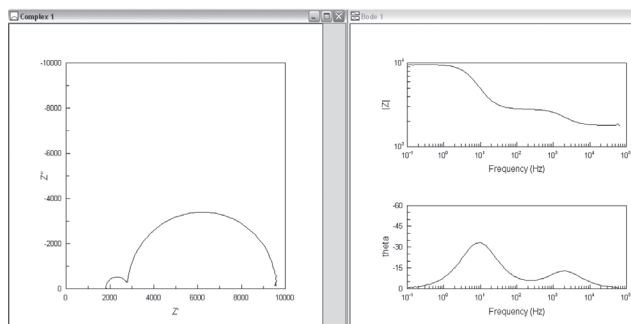 Complex 1
-10000
-8000
-6000
-4000
-2000
0
Z''
0 2000 4000 6000 8000 10000
Z'
Bode 1
10⁴
10³
|Z|
10⁻¹ 10⁰ 10¹ 10² 10³ 10⁴ 10⁵
Frequency (Hz)
-60
-45
-30
-15
0
theta
10⁻¹ 10⁰ 10¹ 10² 10³ 10⁴ 10⁵
Frequency (Hz)